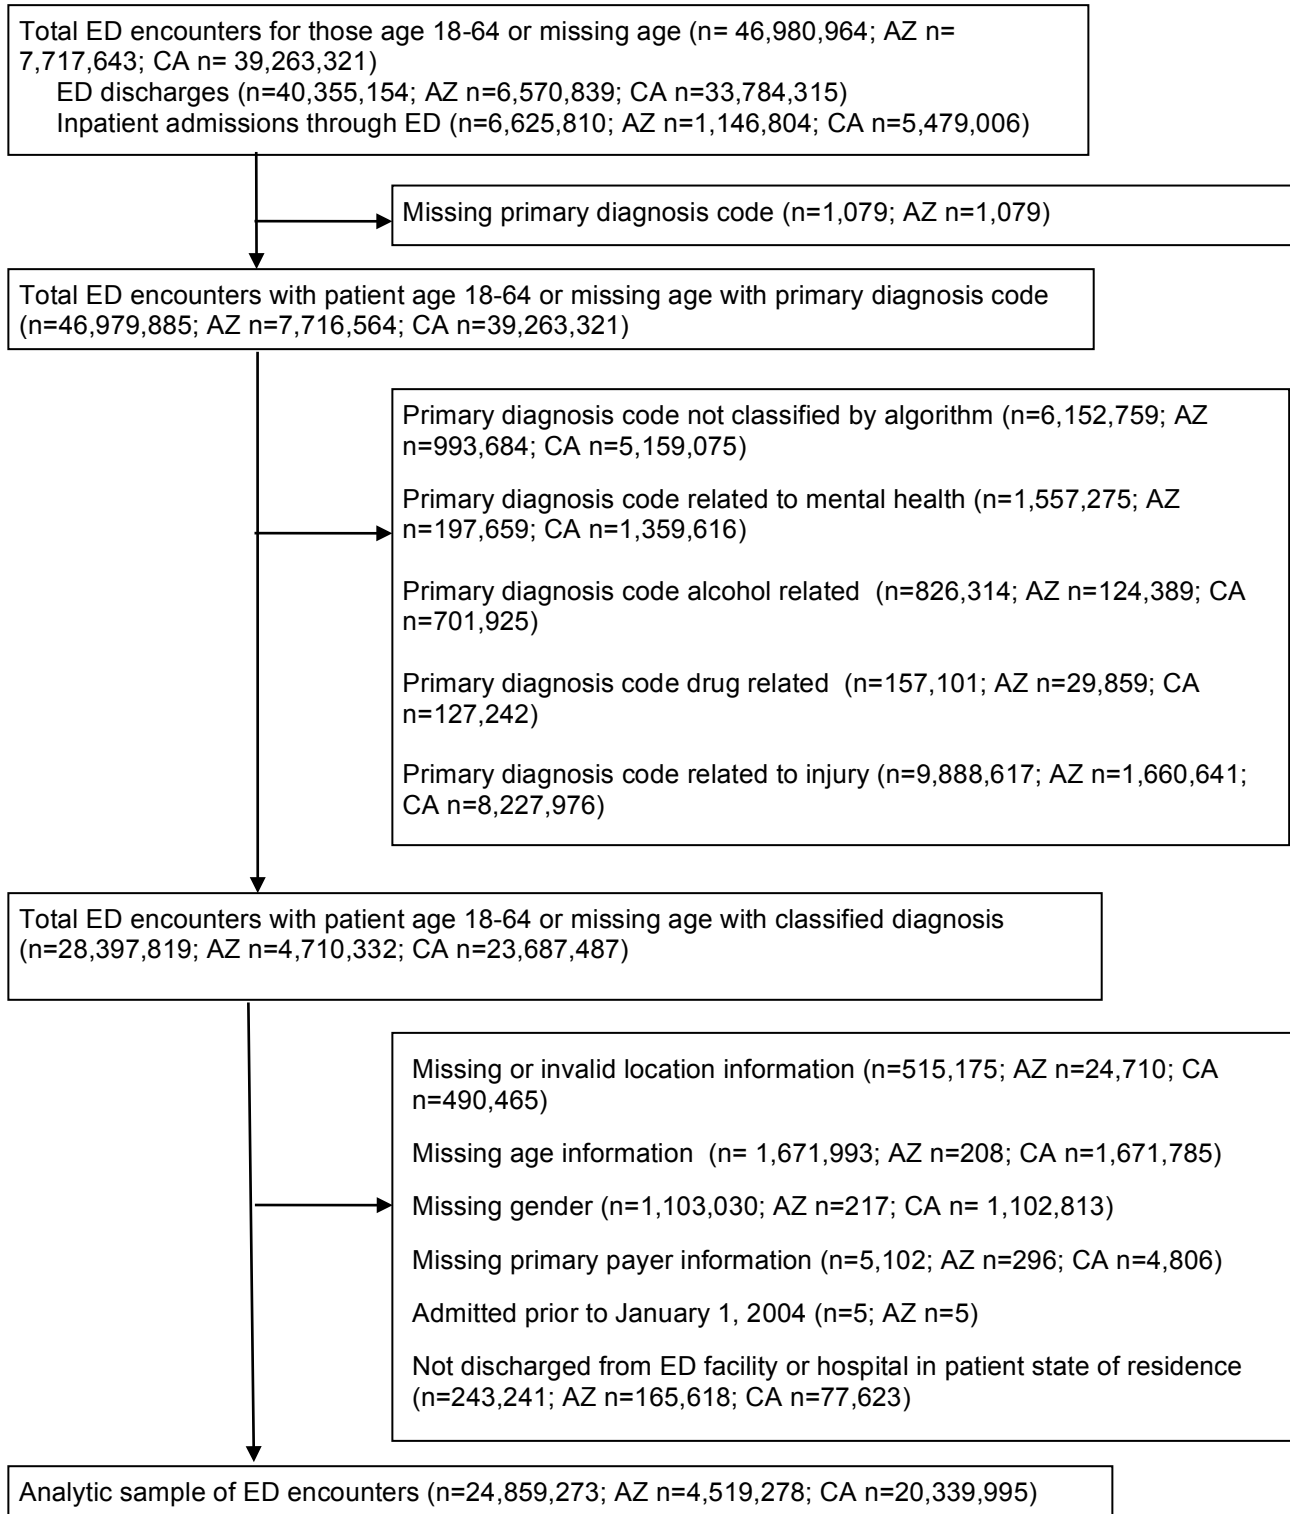 Total ED encounters for those age 18-64 or missing age (n= 46,980,964; AZ n=
7,717,643; CA n= 39,263,321)
ED discharges (n=40,355,154; AZ n=6,570,839; CA n=33,784,315)
Inpatient admissions through ED (n=6,625,810; AZ n=1,146,804; CA n=5,479,006)
Missing primary diagnosis code (n=1,079; AZ n=1,079)
Total ED encounters with patient age 18-64 or missing age with primary diagnosis code
(n=46,979,885; AZ n=7,716,564; CA n=39,263,321)
Primary diagnosis code not classified by algorithm (n=6,152,759; AZ
n=993,684; CA n=5,159,075)
Primary diagnosis code related to mental health (n=1,557,275; AZ
n=197,659; CA n=1,359,616)
Primary diagnosis code alcohol related  (n=826,314; AZ n=124,389; CA
n=701,925)
Primary diagnosis code drug related  (n=157,101; AZ n=29,859; CA
n=127,242)
Primary diagnosis code related to injury (n=9,888,617; AZ n=1,660,641;
CA n=8,227,976)
Total ED encounters with patient age 18-64 or missing age with classified diagnosis
(n=28,397,819; AZ n=4,710,332; CA n=23,687,487)
Missing or invalid location information (n=515,175; AZ n=24,710; CA
n=490,465)
Missing age information  (n= 1,671,993; AZ n=208; CA n=1,671,785)
Missing gender (n=1,103,030; AZ n=217; CA n= 1,102,813)
Missing primary payer information (n=5,102; AZ n=296; CA n=4,806)
Admitted prior to January 1, 2004 (n=5; AZ n=5)
Not discharged from ED facility or hospital in patient state of residence
(n=243,241; AZ n=165,618; CA n=77,623)
Analytic sample of ED encounters (n=24,859,273; AZ n=4,519,278; CA n=20,339,995)